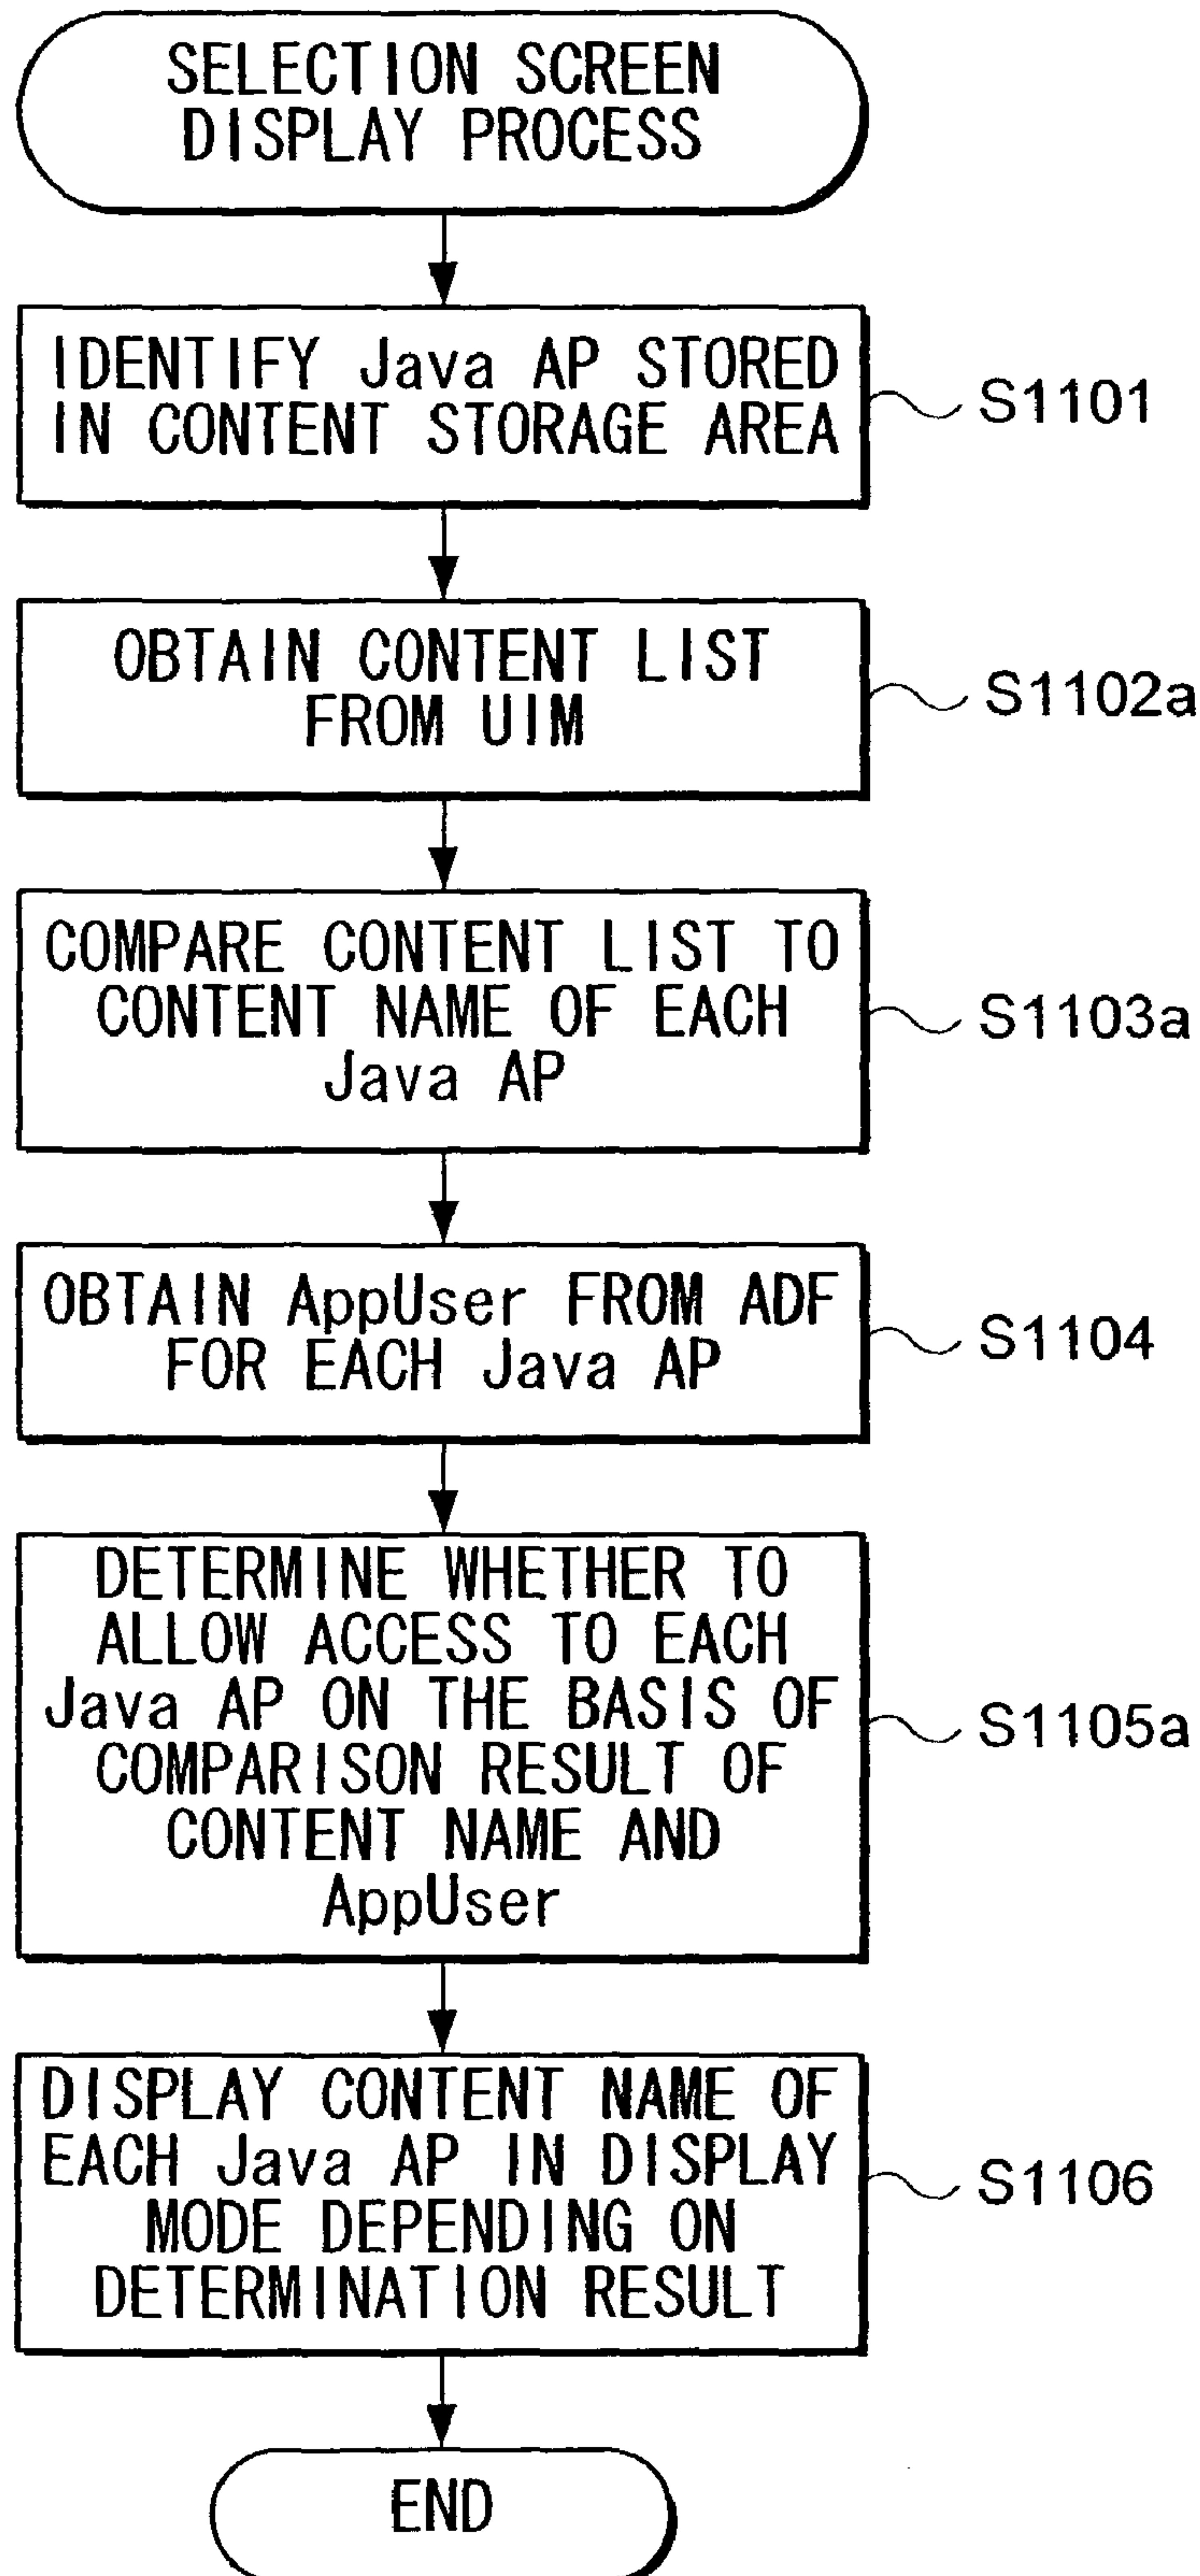 SELECTION SCREEN
DISPLAY PROCESS
IDENTIFY Java AP STORED
IN CONTENT STORAGE AREA
S1101
OBTAIN CONTENT LIST
FROM UIM
S1102a
COMPARE CONTENT LIST TO
CONTENT NAME OF EACH
Java AP
S1103a
OBTAIN AppUser FROM ADF
FOR EACH Java AP
S1104
DETERMINE WHETHER TO
ALLOW ACCESS TO EACH
Java AP ON THE BASIS OF
COMPARISON RESULT OF
CONTENT NAME AND
AppUser
S1105a
DISPLAY CONTENT NAME OF
EACH Java AP IN DISPLAY
MODE DEPENDING ON
DETERMINATION RESULT
S1106
END